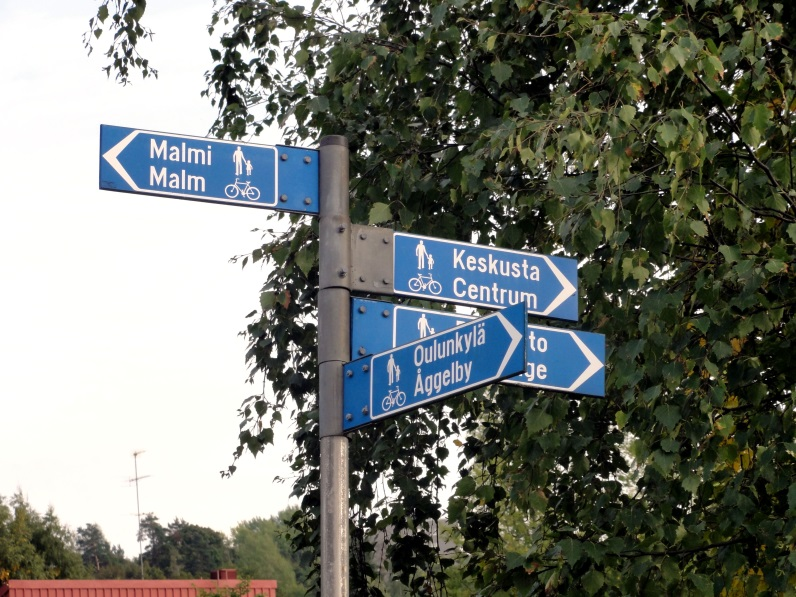 Malmi
Malm
Keskusta
Centrum
Oulunkylä
Åggelby